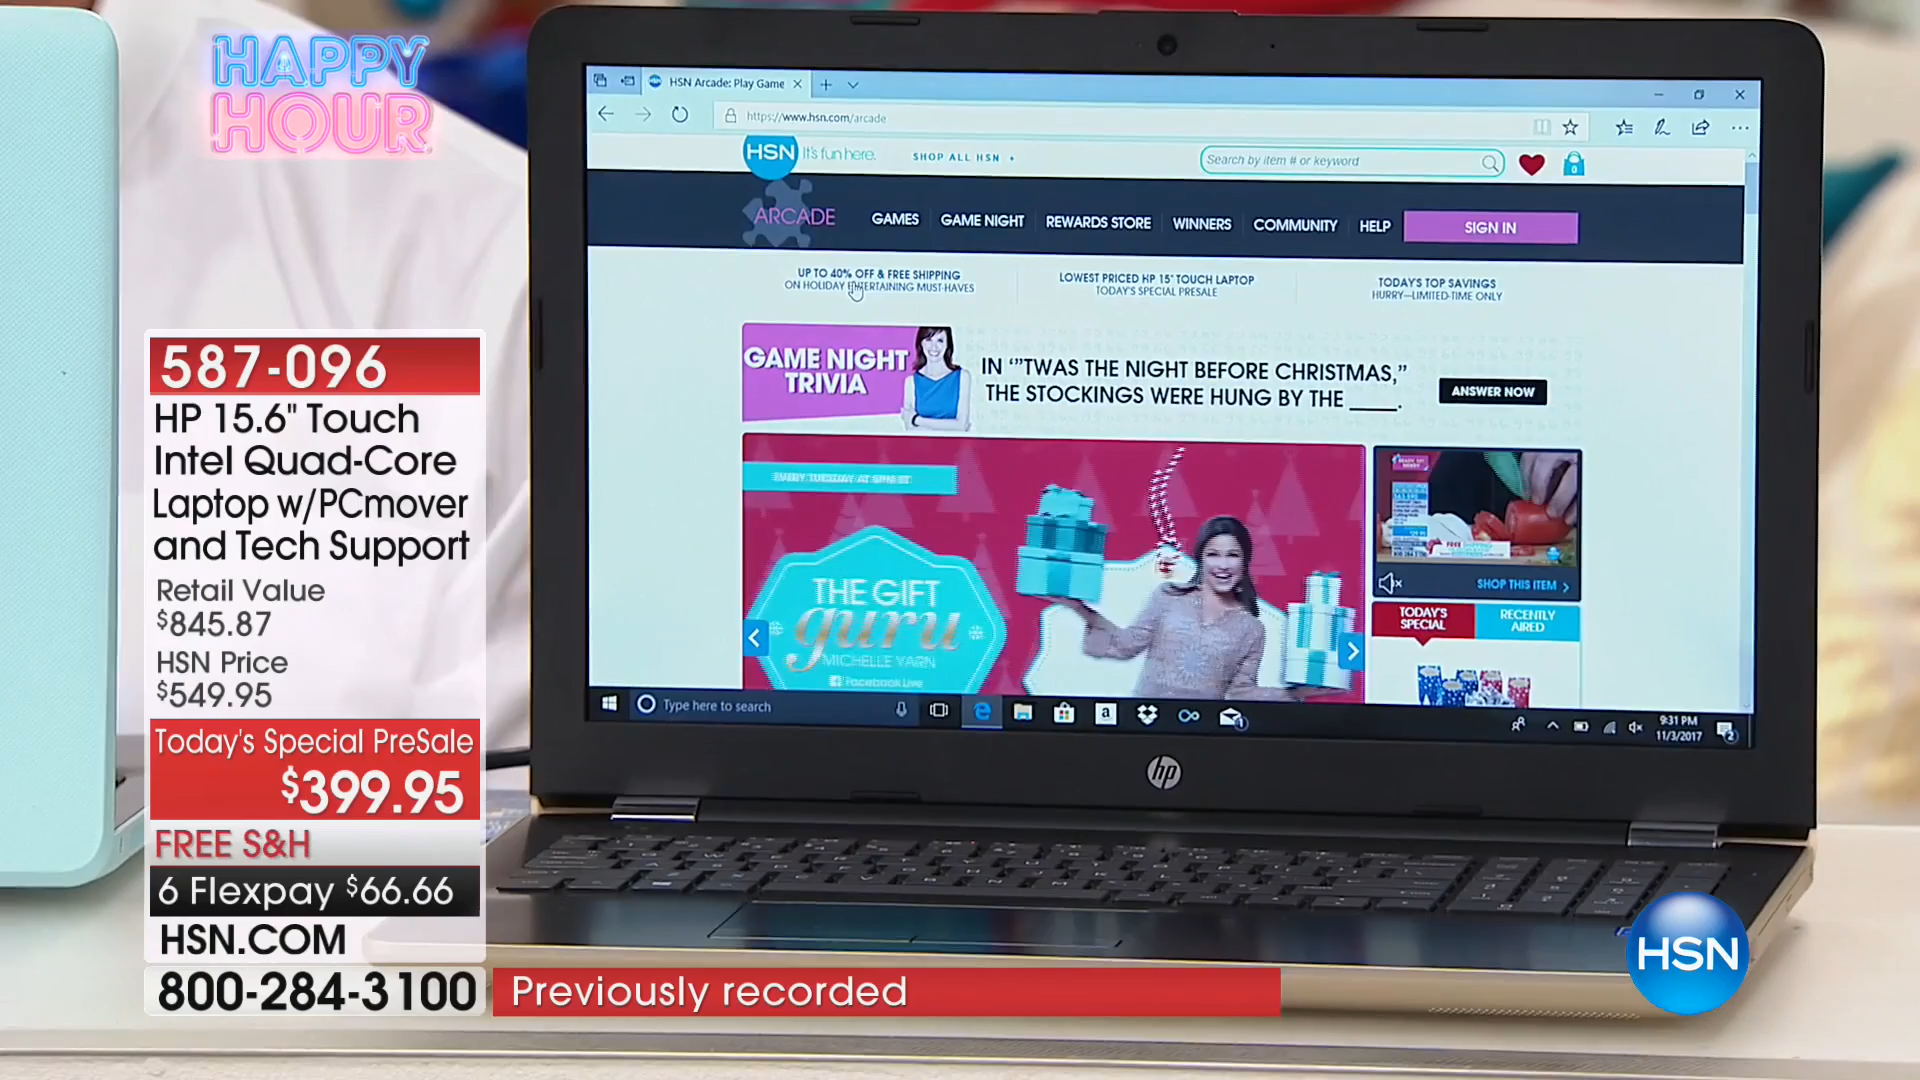 HAPPY
HOUR
587-096
HP 15.6" Touch
Intel Quad-Core
Laptop w/PCmover
and Tech Support
Retail Value
$845.87
HSN Price
$549.95
Today's Special PreSale
$399.95
FREE S&H
6 Flexpay $66.66
HSN.COM
800-284-3100
Previously recorded
HSN
HSN Arcade: Play Game
https://www.hsn.com/arcade
HSN It's fun here.
SHOP ALL HSN
Search by item # or keyword
0
ARCADE
GAMES
GAME NIGHT
REWARDS STORE
WINNERS
COMMUNITY
HELP
SIGN IN
UP TO 40% OFF & FREE SHIPPING
ON HOLIDAY ENTERTAINING MUST-HAVES
LOWEST PRICED HP 15" TOUCH LAPTOP
TODAY'S SPECIAL PRESALE
TODAY'S TOP SAVINGS
HURRY—LIMITED-TIME ONLY
GAME NIGHT
TRIVIA
IN ‘”TWAS THE NIGHT BEFORE CHRISTMAS,”
THE STOCKINGS WERE HUNG BY THE ____.
ANSWER NOW
THE GIFT
guru
MICHELLE YARN
Facebook Live
SHOP THIS ITEM
TODAY'S
SPECIAL
RECENTLY
AIRED
Type here to search
a
9:31 PM
11/3/2017
2
hp